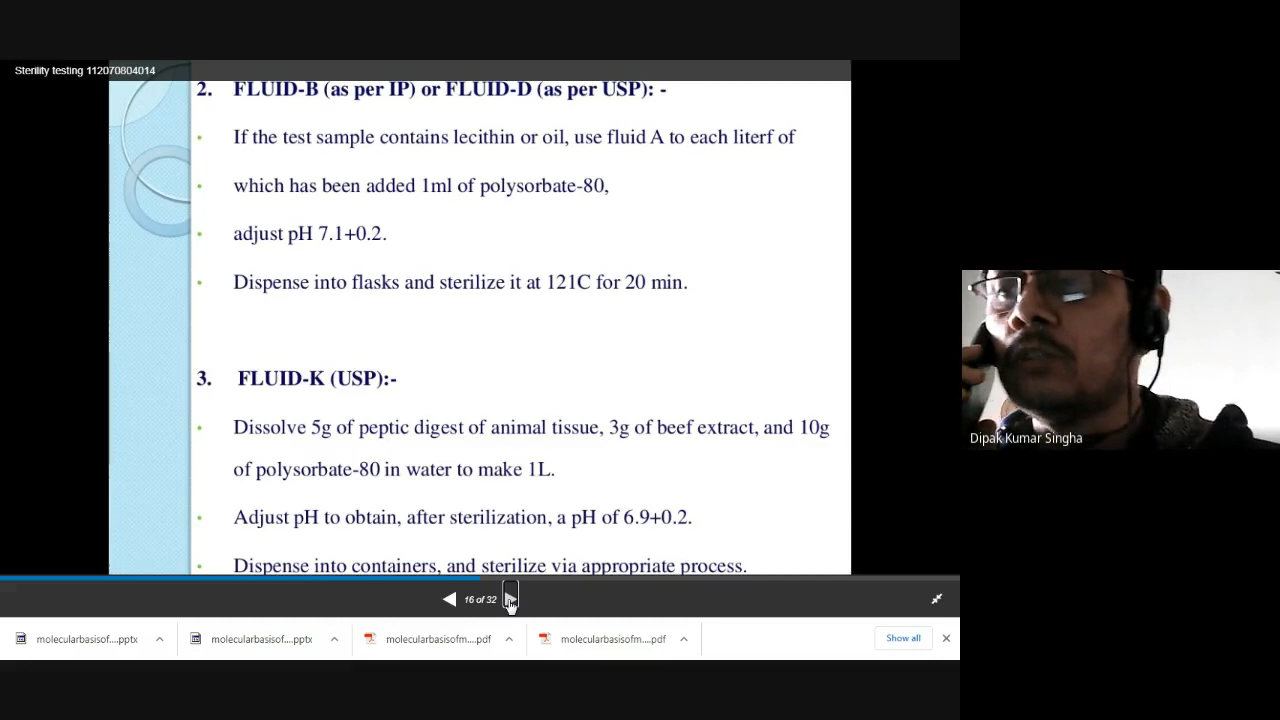 Sterility testing 112070804014
2. FLUID-B (as per IP) or FLUID-D (as per USP): -
• If the test sample contains lecithin or oil, use fluid A to each literf of
• which has been added 1ml of polysorbate-80,
• adjust pH 7.1+0.2.
• Dispense into flasks and sterilize it at 121C for 20 min.
3. FLUID-K (USP):-
• Dissolve 5g of peptic digest of animal tissue, 3g of beef extract, and 10g
of polysorbate-80 in water to make 1L.
• Adjust pH to obtain, after sterilization, a pH of 6.9+0.2.
• Dispense into containers, and sterilize via appropriate process.
Dipak Kumar Singha
16 of 32
molecularbasisof....pptx
molecularbasisof....pptx
molecularbasisofm....pdf
molecularbasisofm....pdf
Show all